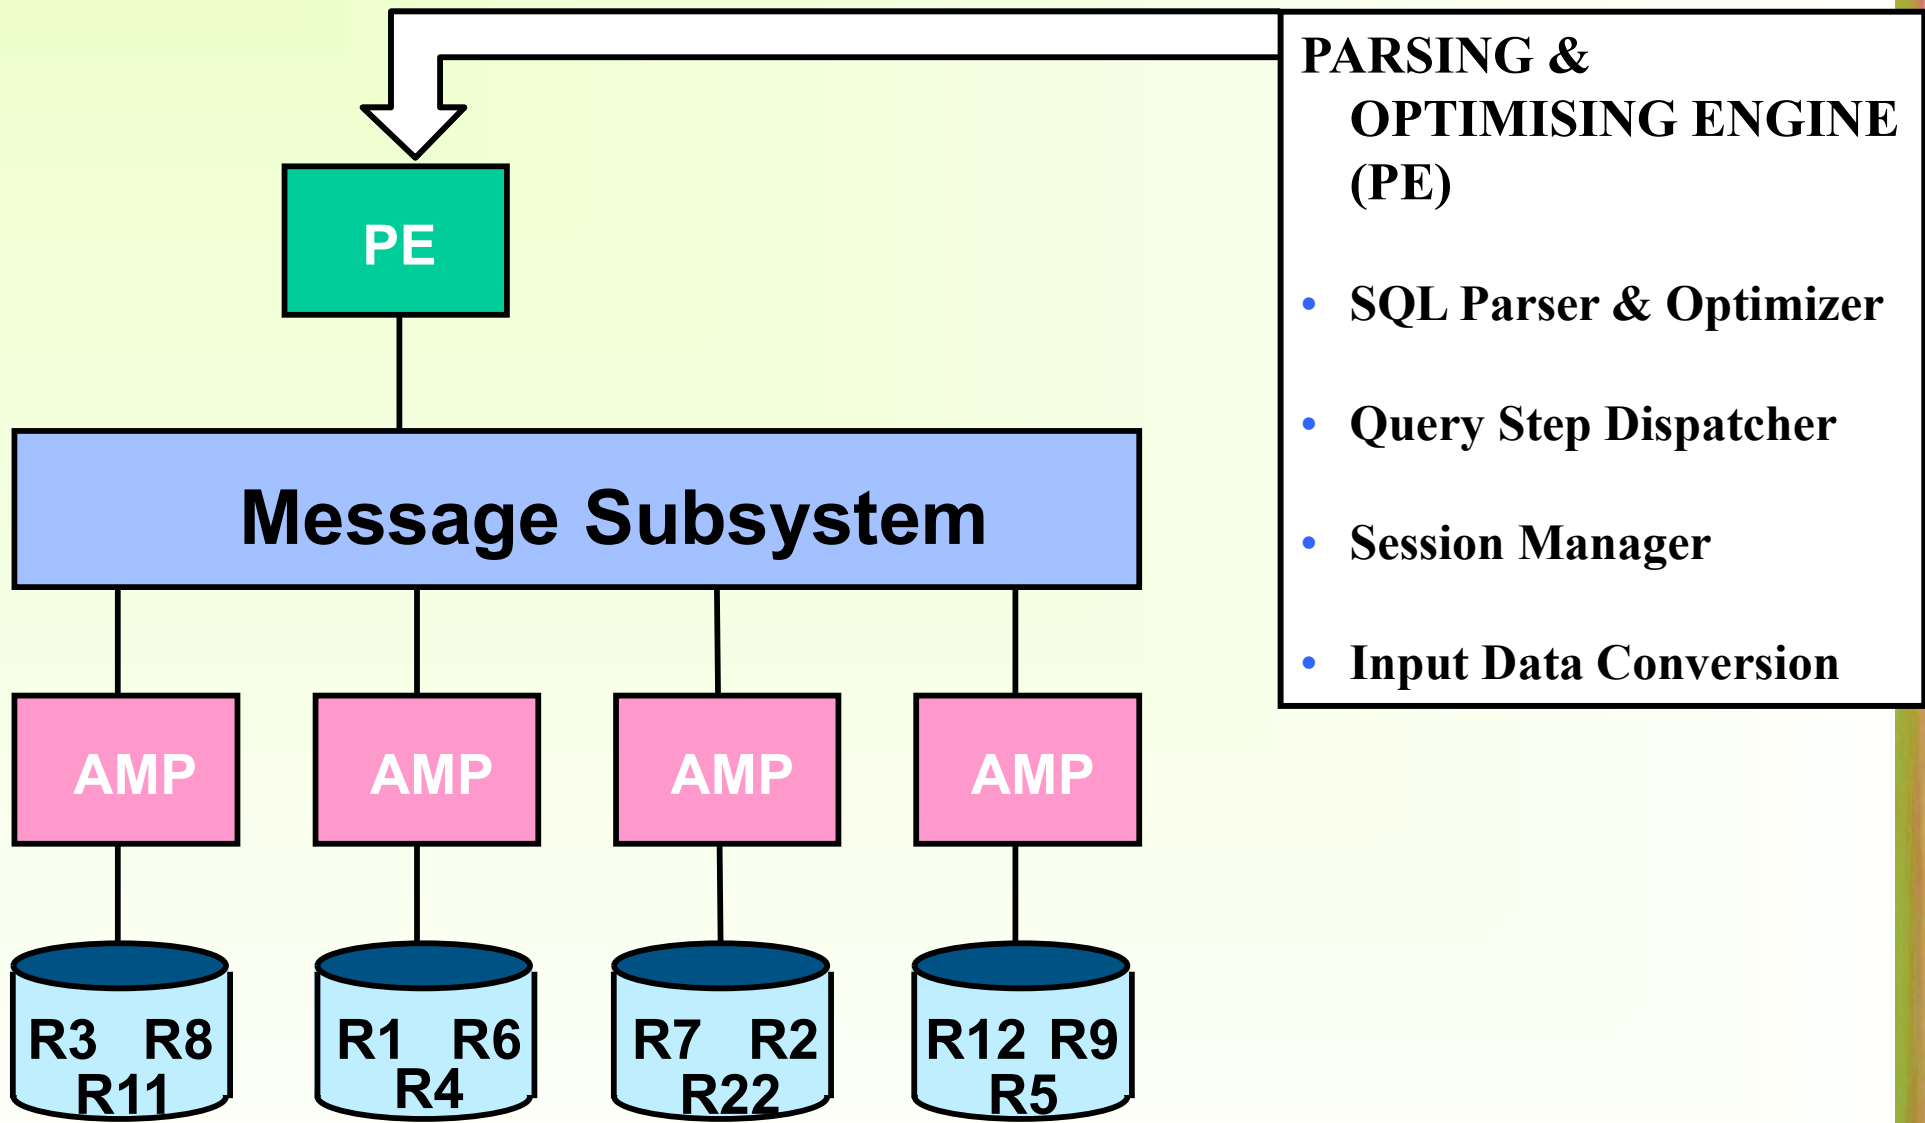 PARSING &
OPTIMISING ENGINE
(PE)
• SQL Parser & Optimizer
• Query Step Dispatcher
• Session Manager
• Input Data Conversion
PE
Message Subsystem
AMP AMP AMP AMP
R3 R8 R1 R6 R7 R2 R12 R9
R11 R4 R22 R5